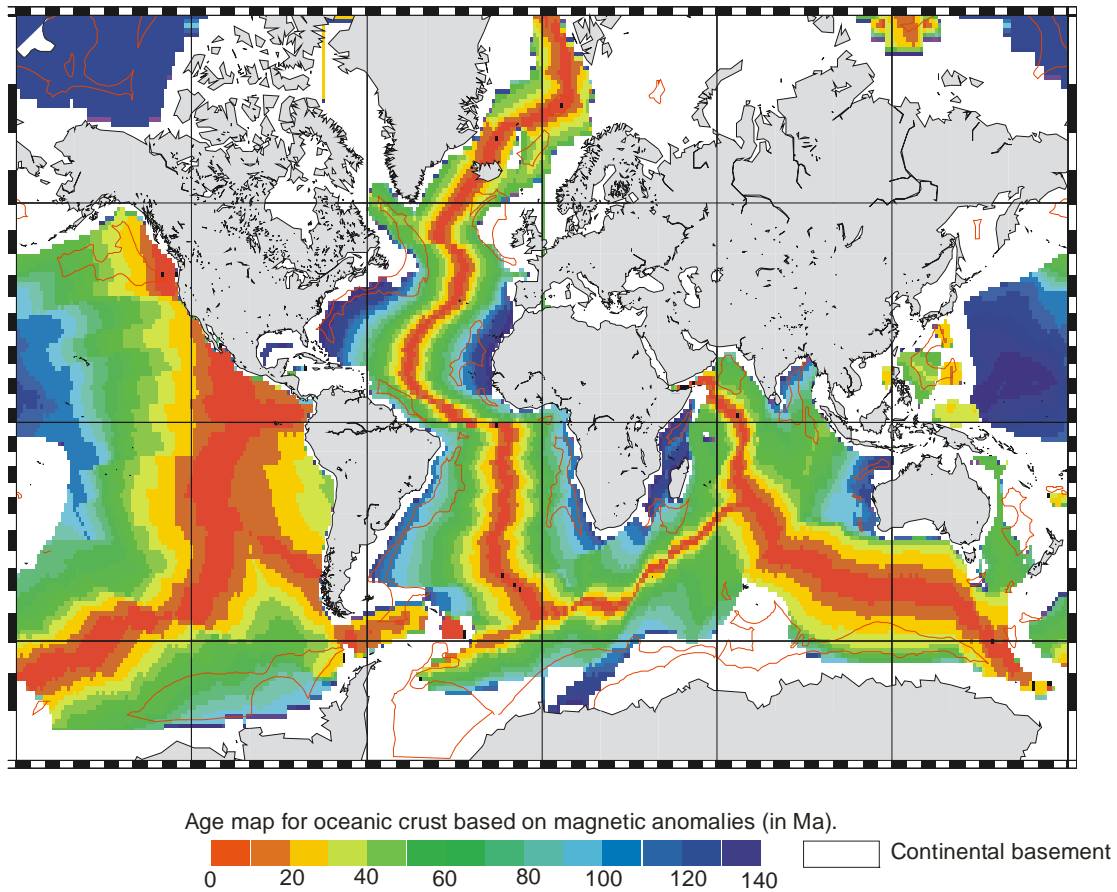 Age map for oceanic crust based on magnetic anomalies (in Ma).
Continental basement
0 20 40 60 80 100 120 140